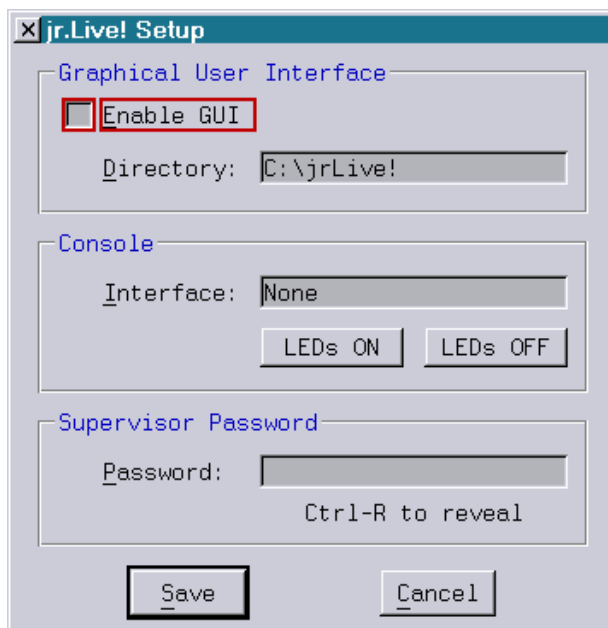 jr.Live! Setup
Graphical User Interface
Enable GUI
Directory: C:\jrLive!
Console
Interface: None
LEDs ON LEDs OFF
Supervisor Password
Password:
Ctrl-R to reveal
Save Cancel